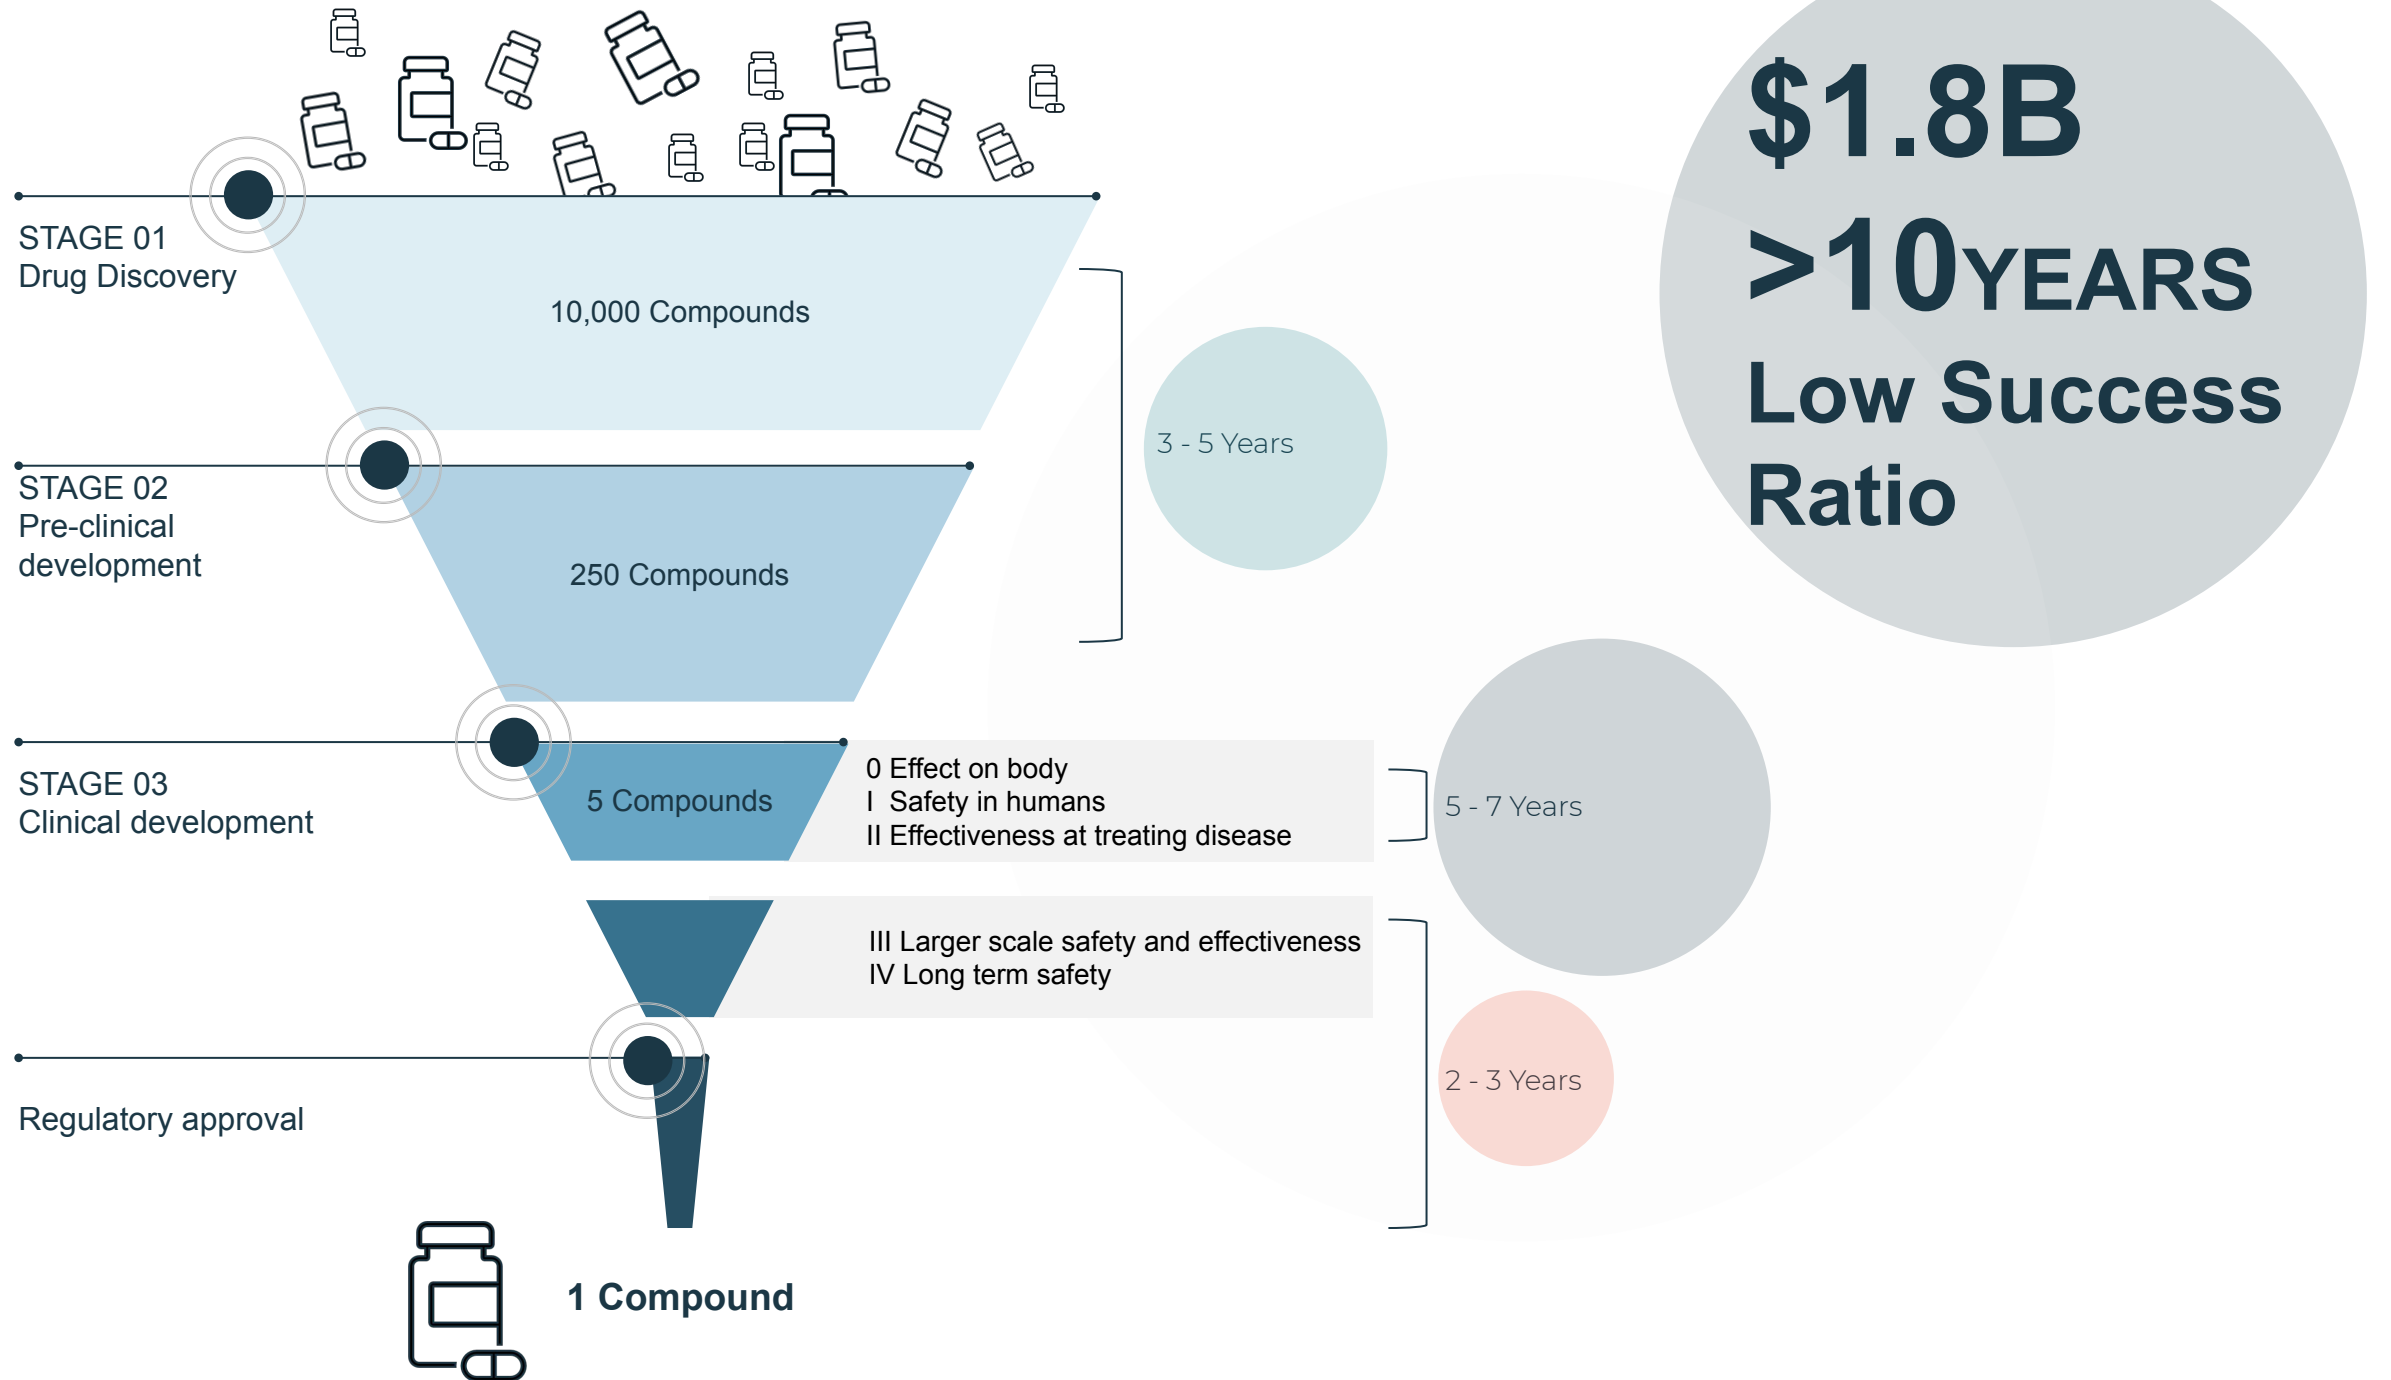 $1.8B
>10YEARS
Low Success
Ratio
STAGE 01
Drug Discovery
10,000 Compounds
3 - 5 Years
STAGE 02
Pre-clinical
development
250 Compounds
STAGE 03
Clinical development
5 Compounds
0 Effect on body
I  Safety in humans
II Effectiveness at treating disease
5 - 7 Years
III Larger scale safety and effectiveness
IV Long term safety
2 - 3 Years
Regulatory approval
1 Compound